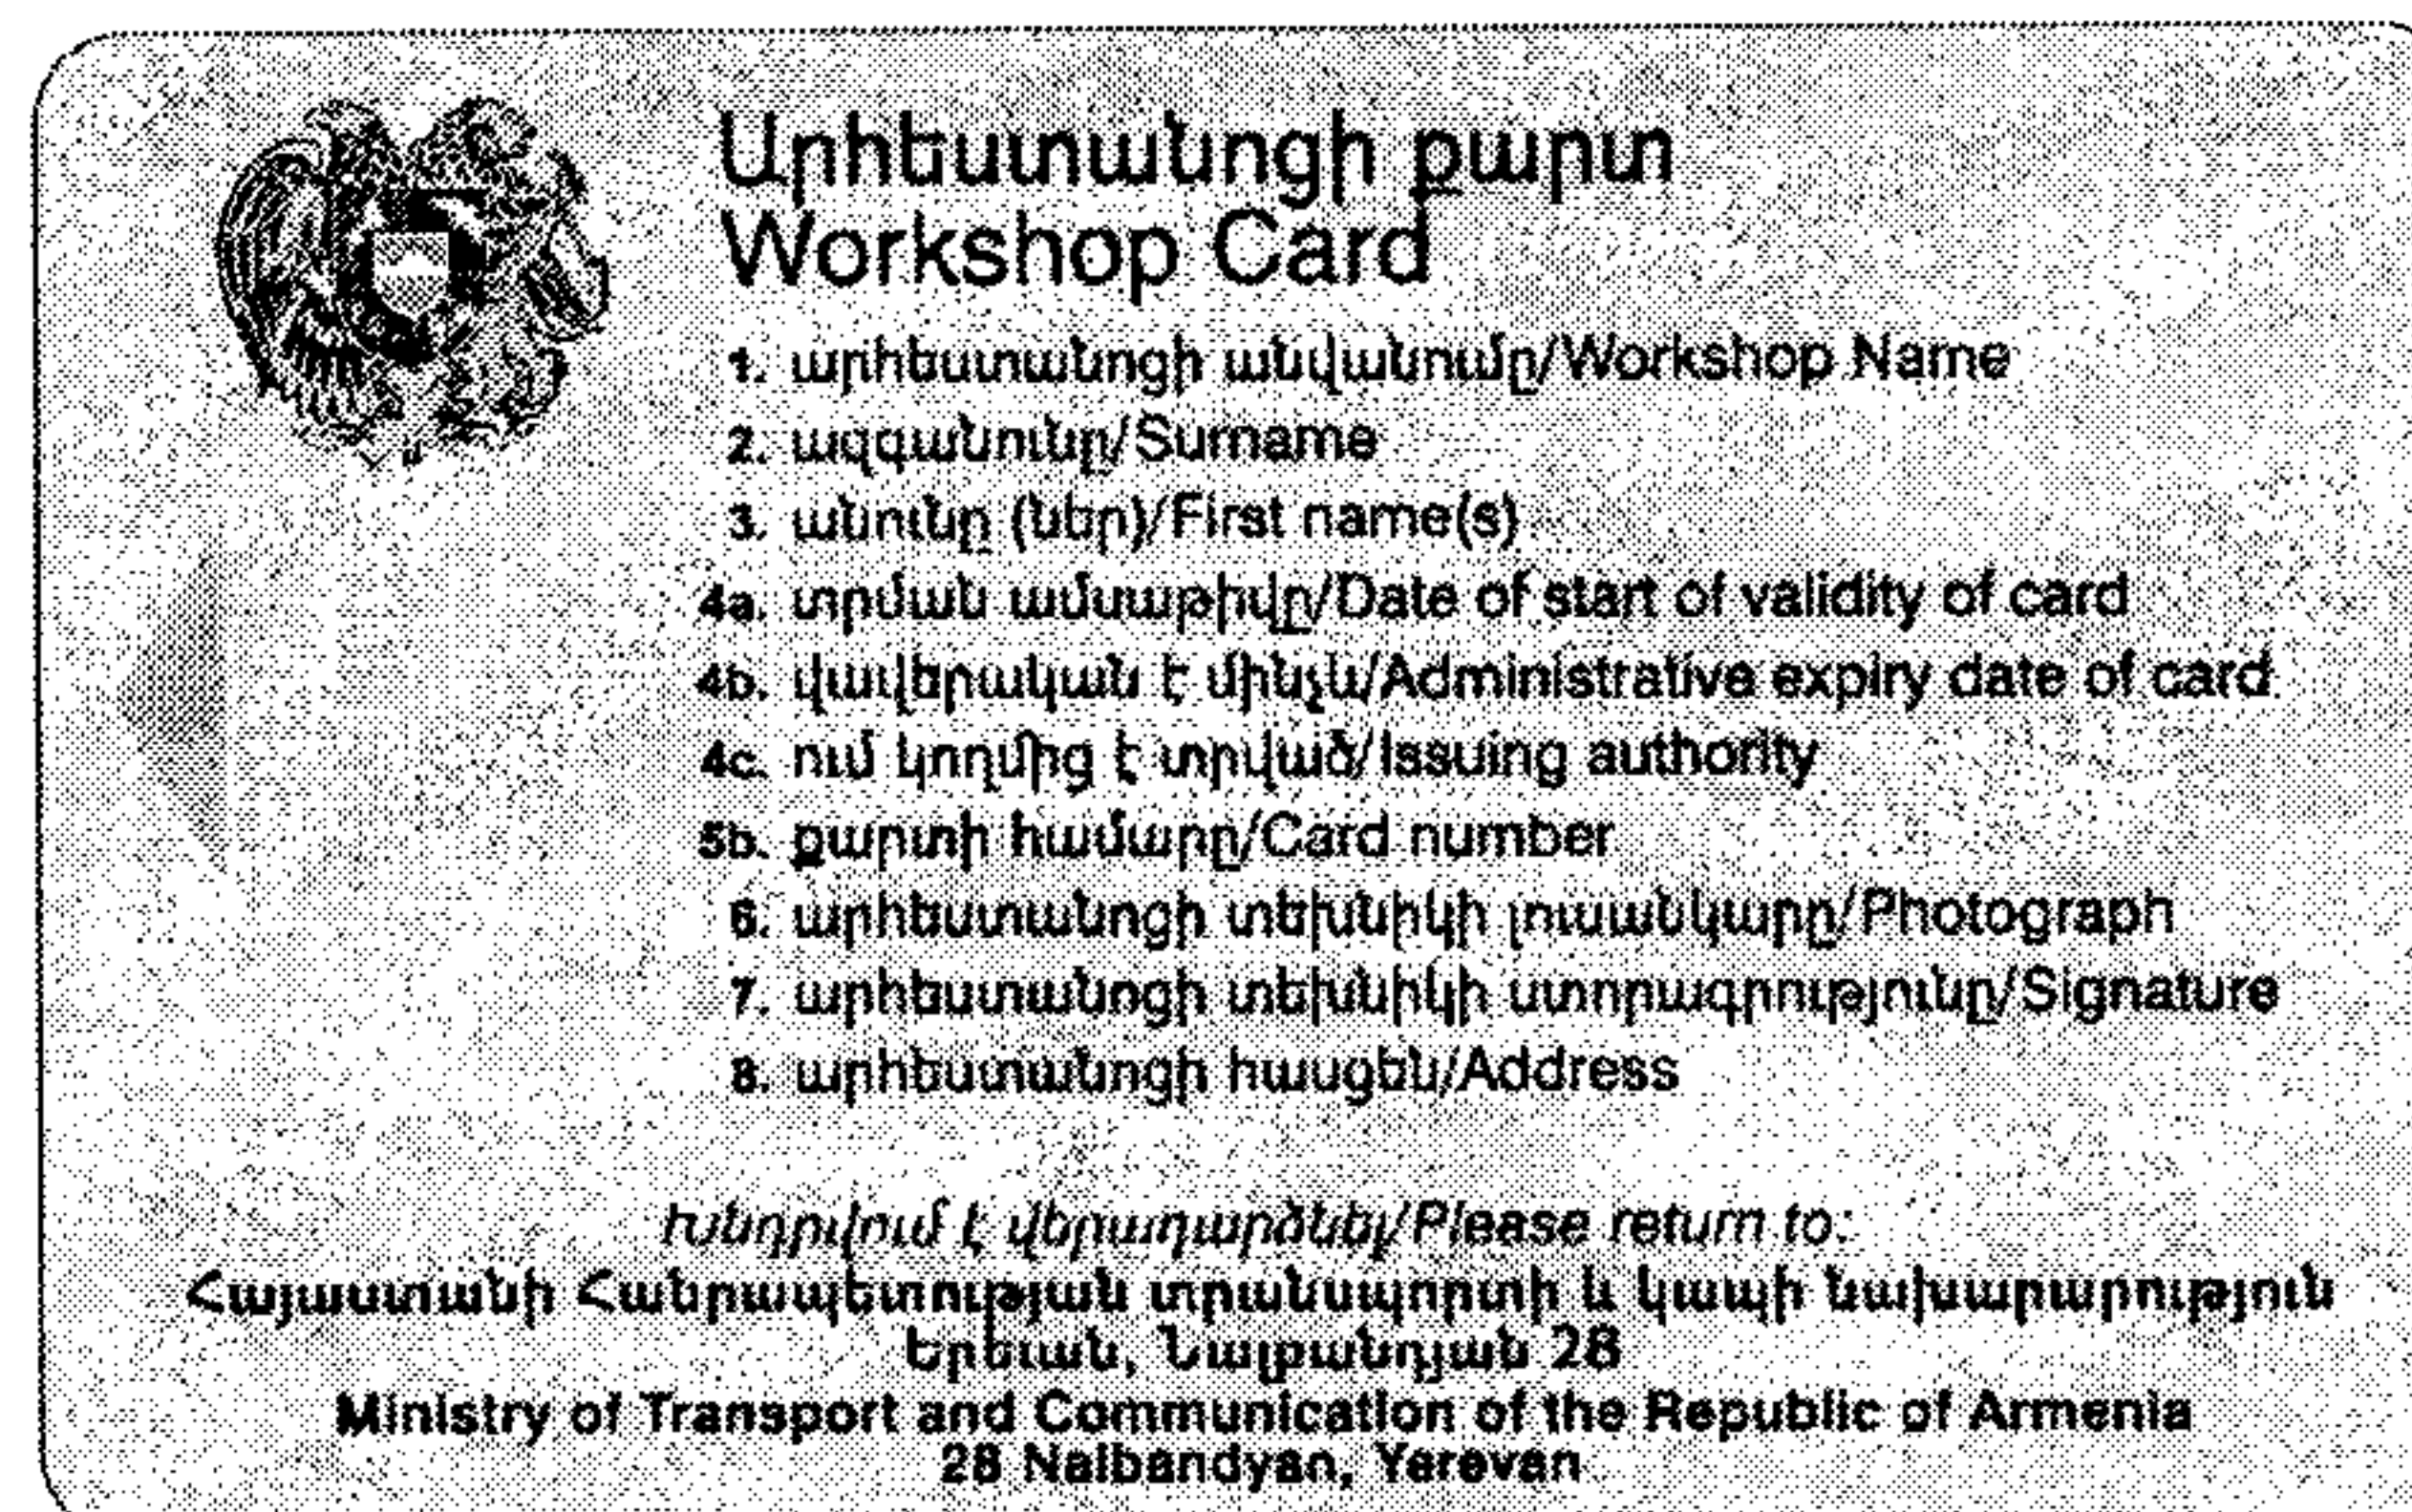 Արհեստանոցի քարտ
Workshop Card
1. արհեստանոցի անվանումը/Workshop Name
2. ազգանունը/Surname
3. անունը (ներ)/First name(s)
4a. տրման ամսաթիվը/Date of start of validity of card
4b. վավերական է մինչև/Administrative expiry date of card
4c. ում կողմից է տրված/Issuing authority
5b. քարտի համարը/Card number
6. արհեստանոցի տեխնիկի լուսանկարը/Photograph
7. արհեստանոցի տեխնիկի ստորագրությունը/Signature
8. արհեստանոցի հասցեն/Address
Խնդրվում է վերադարձնել/Please return to:
Հայաստանի Հանրապետության տրանսպորտի և կապի նախարարություն
Երեւան, Նալբանդյան 28
Ministry of Transport and Communication of the Republic of Armenia
28 Nalbandyan, Yerevan